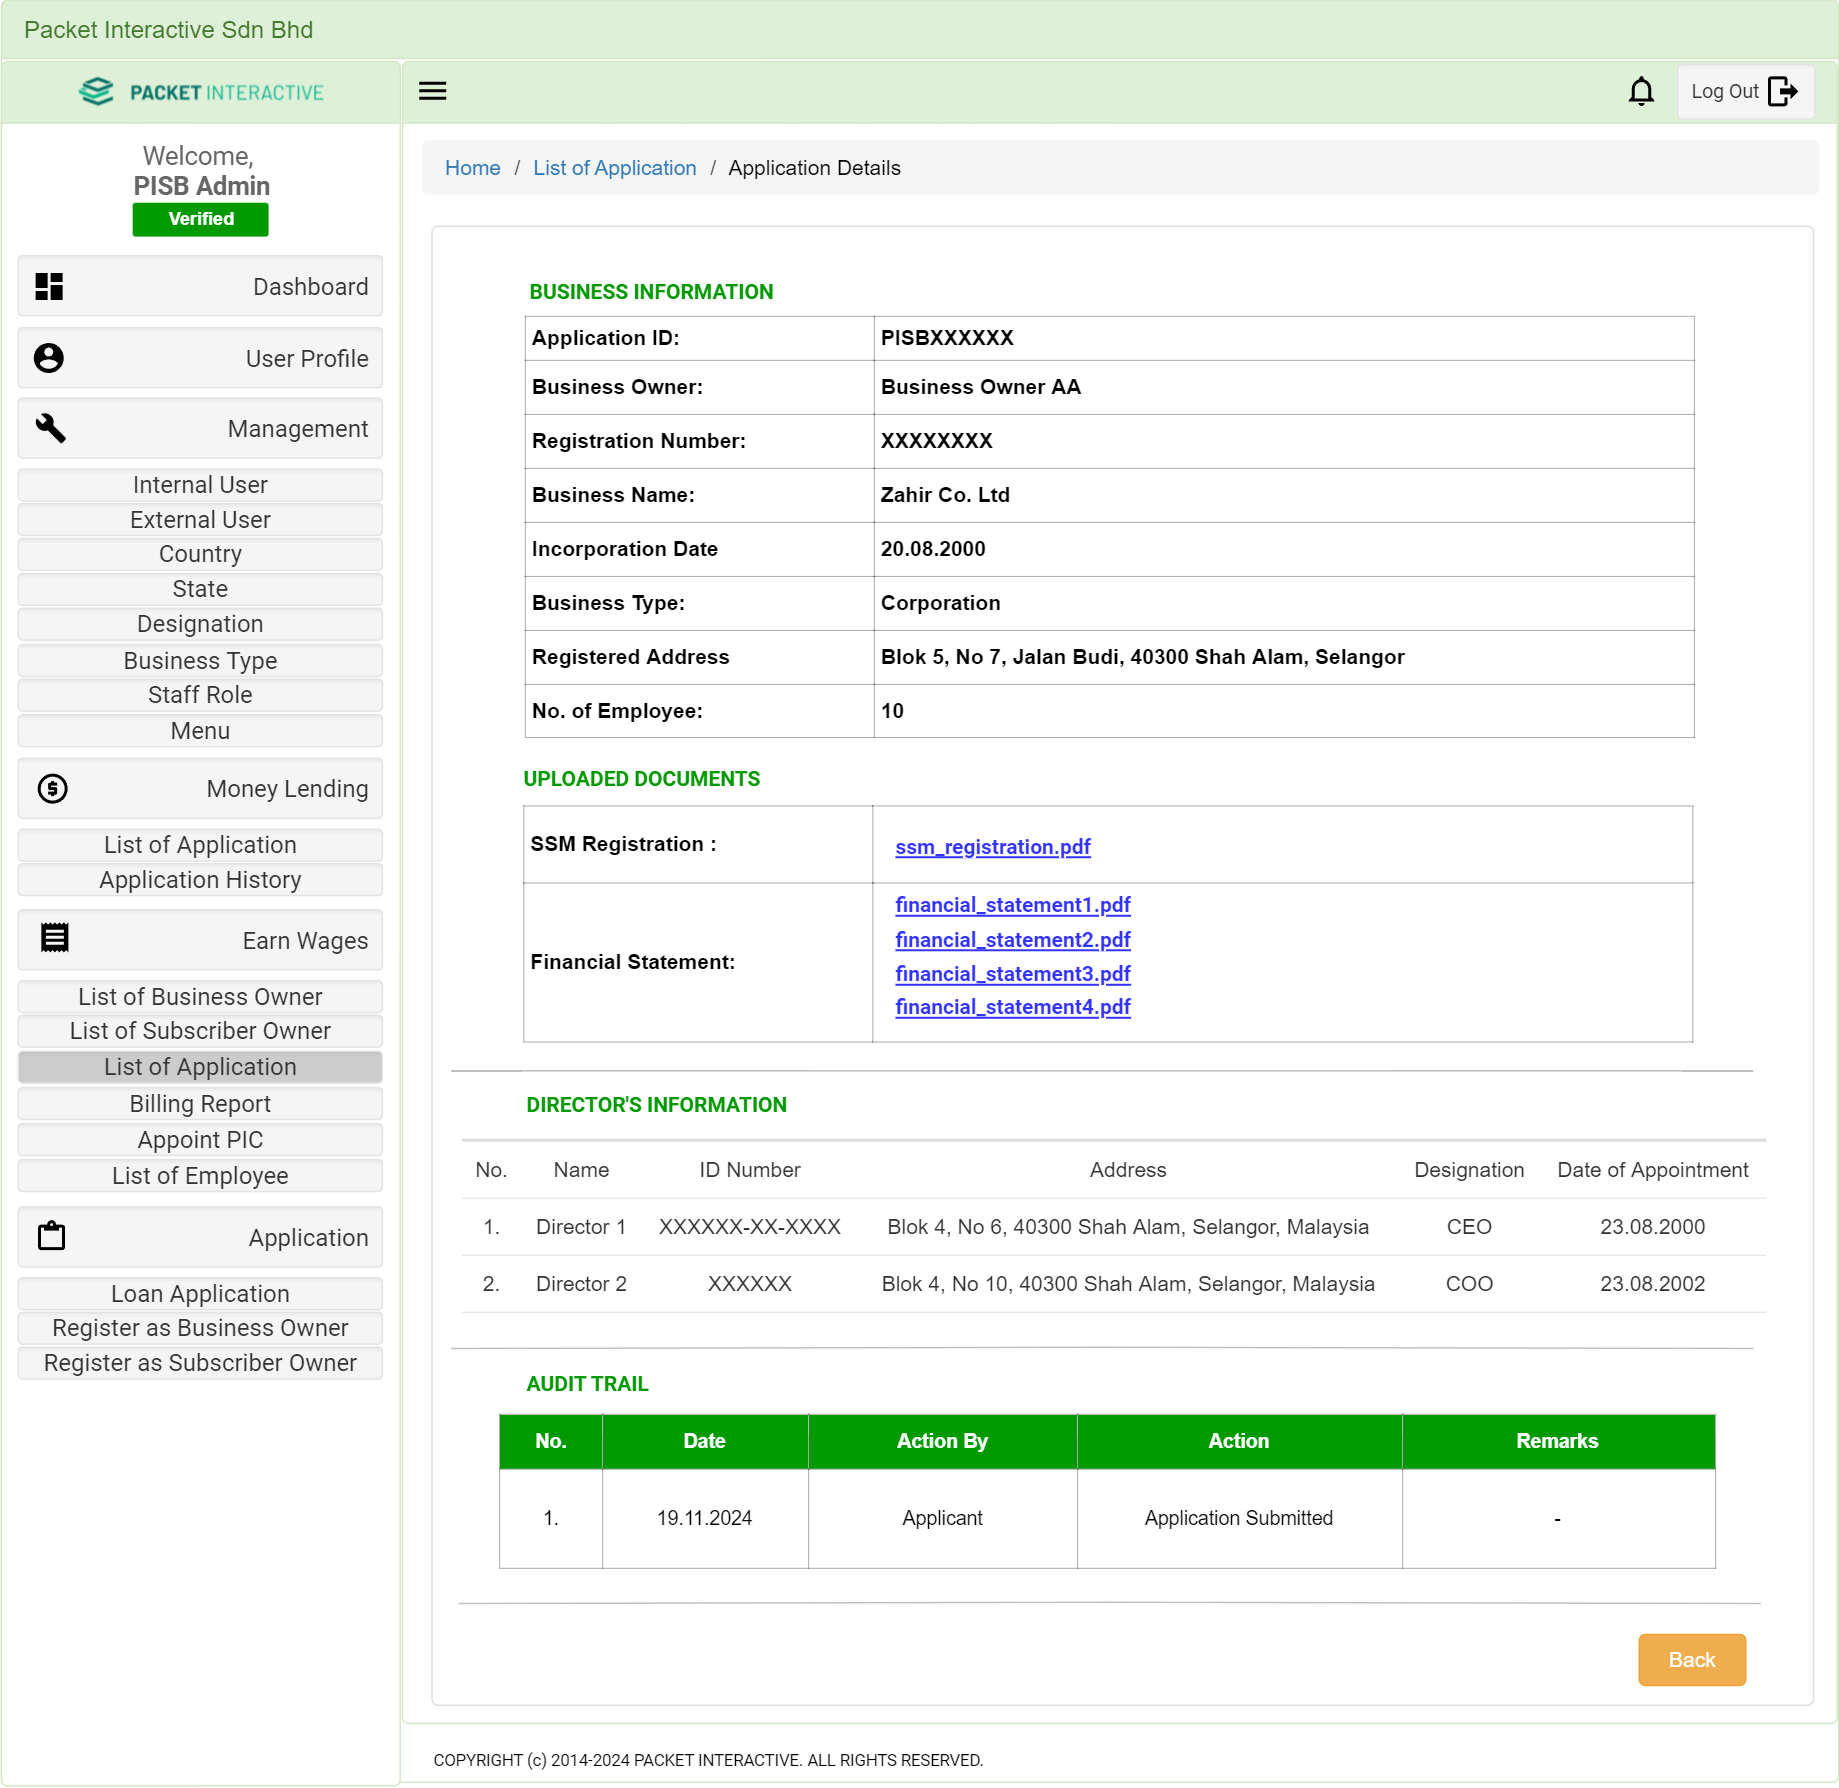 Packet Interactive Sdn Bhd
PACKET INTERACTIVE
Log Out
Welcome,
PISB Admin
Verified
Dashboard
User Profile
Management
Internal User
External User
Country
State
Designation
Business Type
Staff Role
Menu
Money Lending
List of Application
Application History
Earn Wages
List of Business Owner
List of Subscriber Owner
List of Application
Billing Report
Appoint PIC
List of Employee
Application
Loan Application
Register as Business Owner
Register as Subscriber Owner
Home / List of Application / Application Details
BUSINESS INFORMATION
Application ID: PISBXXXXXX
Business Owner: Business Owner AA
Registration Number: XXXXXXXX
Business Name: Zahir Co. Ltd
Incorporation Date 20.08.2000
Business Type: Corporation
Registered Address Blok 5, No 7, Jalan Budi, 40300 Shah Alam, Selangor
No. of Employee: 10
UPLOADED DOCUMENTS
SSM Registration : ssm_registration.pdf
Financial Statement:
financial_statement1.pdf
financial_statement2.pdf
financial_statement3.pdf
financial_statement4.pdf
DIRECTOR'S INFORMATION
No. Name ID Number Address Designation Date of Appointment
1. Director 1 XXXXXX-XX-XXXX Blok 4, No 6, 40300 Shah Alam, Selangor, Malaysia CEO 23.08.2000
2. Director 2 XXXXXX Blok 4, No 10, 40300 Shah Alam, Selangor, Malaysia COO 23.08.2002
AUDIT TRAIL
No. Date Action By Action Remarks
1. 19.11.2024 Applicant Application Submitted -
Back
COPYRIGHT (c) 2014-2024 PACKET INTERACTIVE. ALL RIGHTS RESERVED.